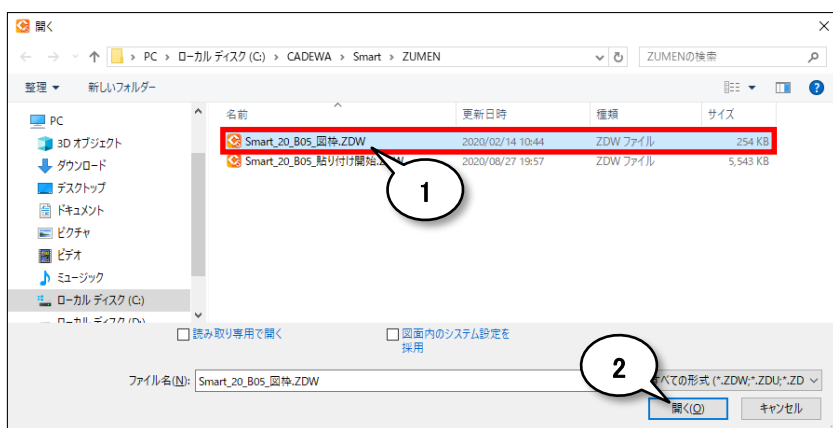 開く
PC > ローカル ディスク (C:) > CADEWA > Smart > ZUMEN
ZUMENの検索
整理 新しいフォルダー
名前 更新日時 種類 サイズ
PC
3D オブジェクト
ダウンロード
デスクトップ
ドキュメント
ピクチャ
ビデオ
ミュージック
ローカル ディスク (C:)
ローカル ディスク (D:)
Smart_20_B05_図枠.ZDW 2020/02/14 10:44 ZDW ファイル 254 KB
Smart_20_B05_貼り付け開始.ZDW 2020/08/27 19:57 ZDW ファイル 5,543 KB
1
読み取り専用で開く
図面内のシステム設定を
採用
ファイル名(N): Smart_20_B05_図枠.ZDW
すべての形式 (*.ZDW;*.ZDU;*.ZD
2
開く(O) キャンセル